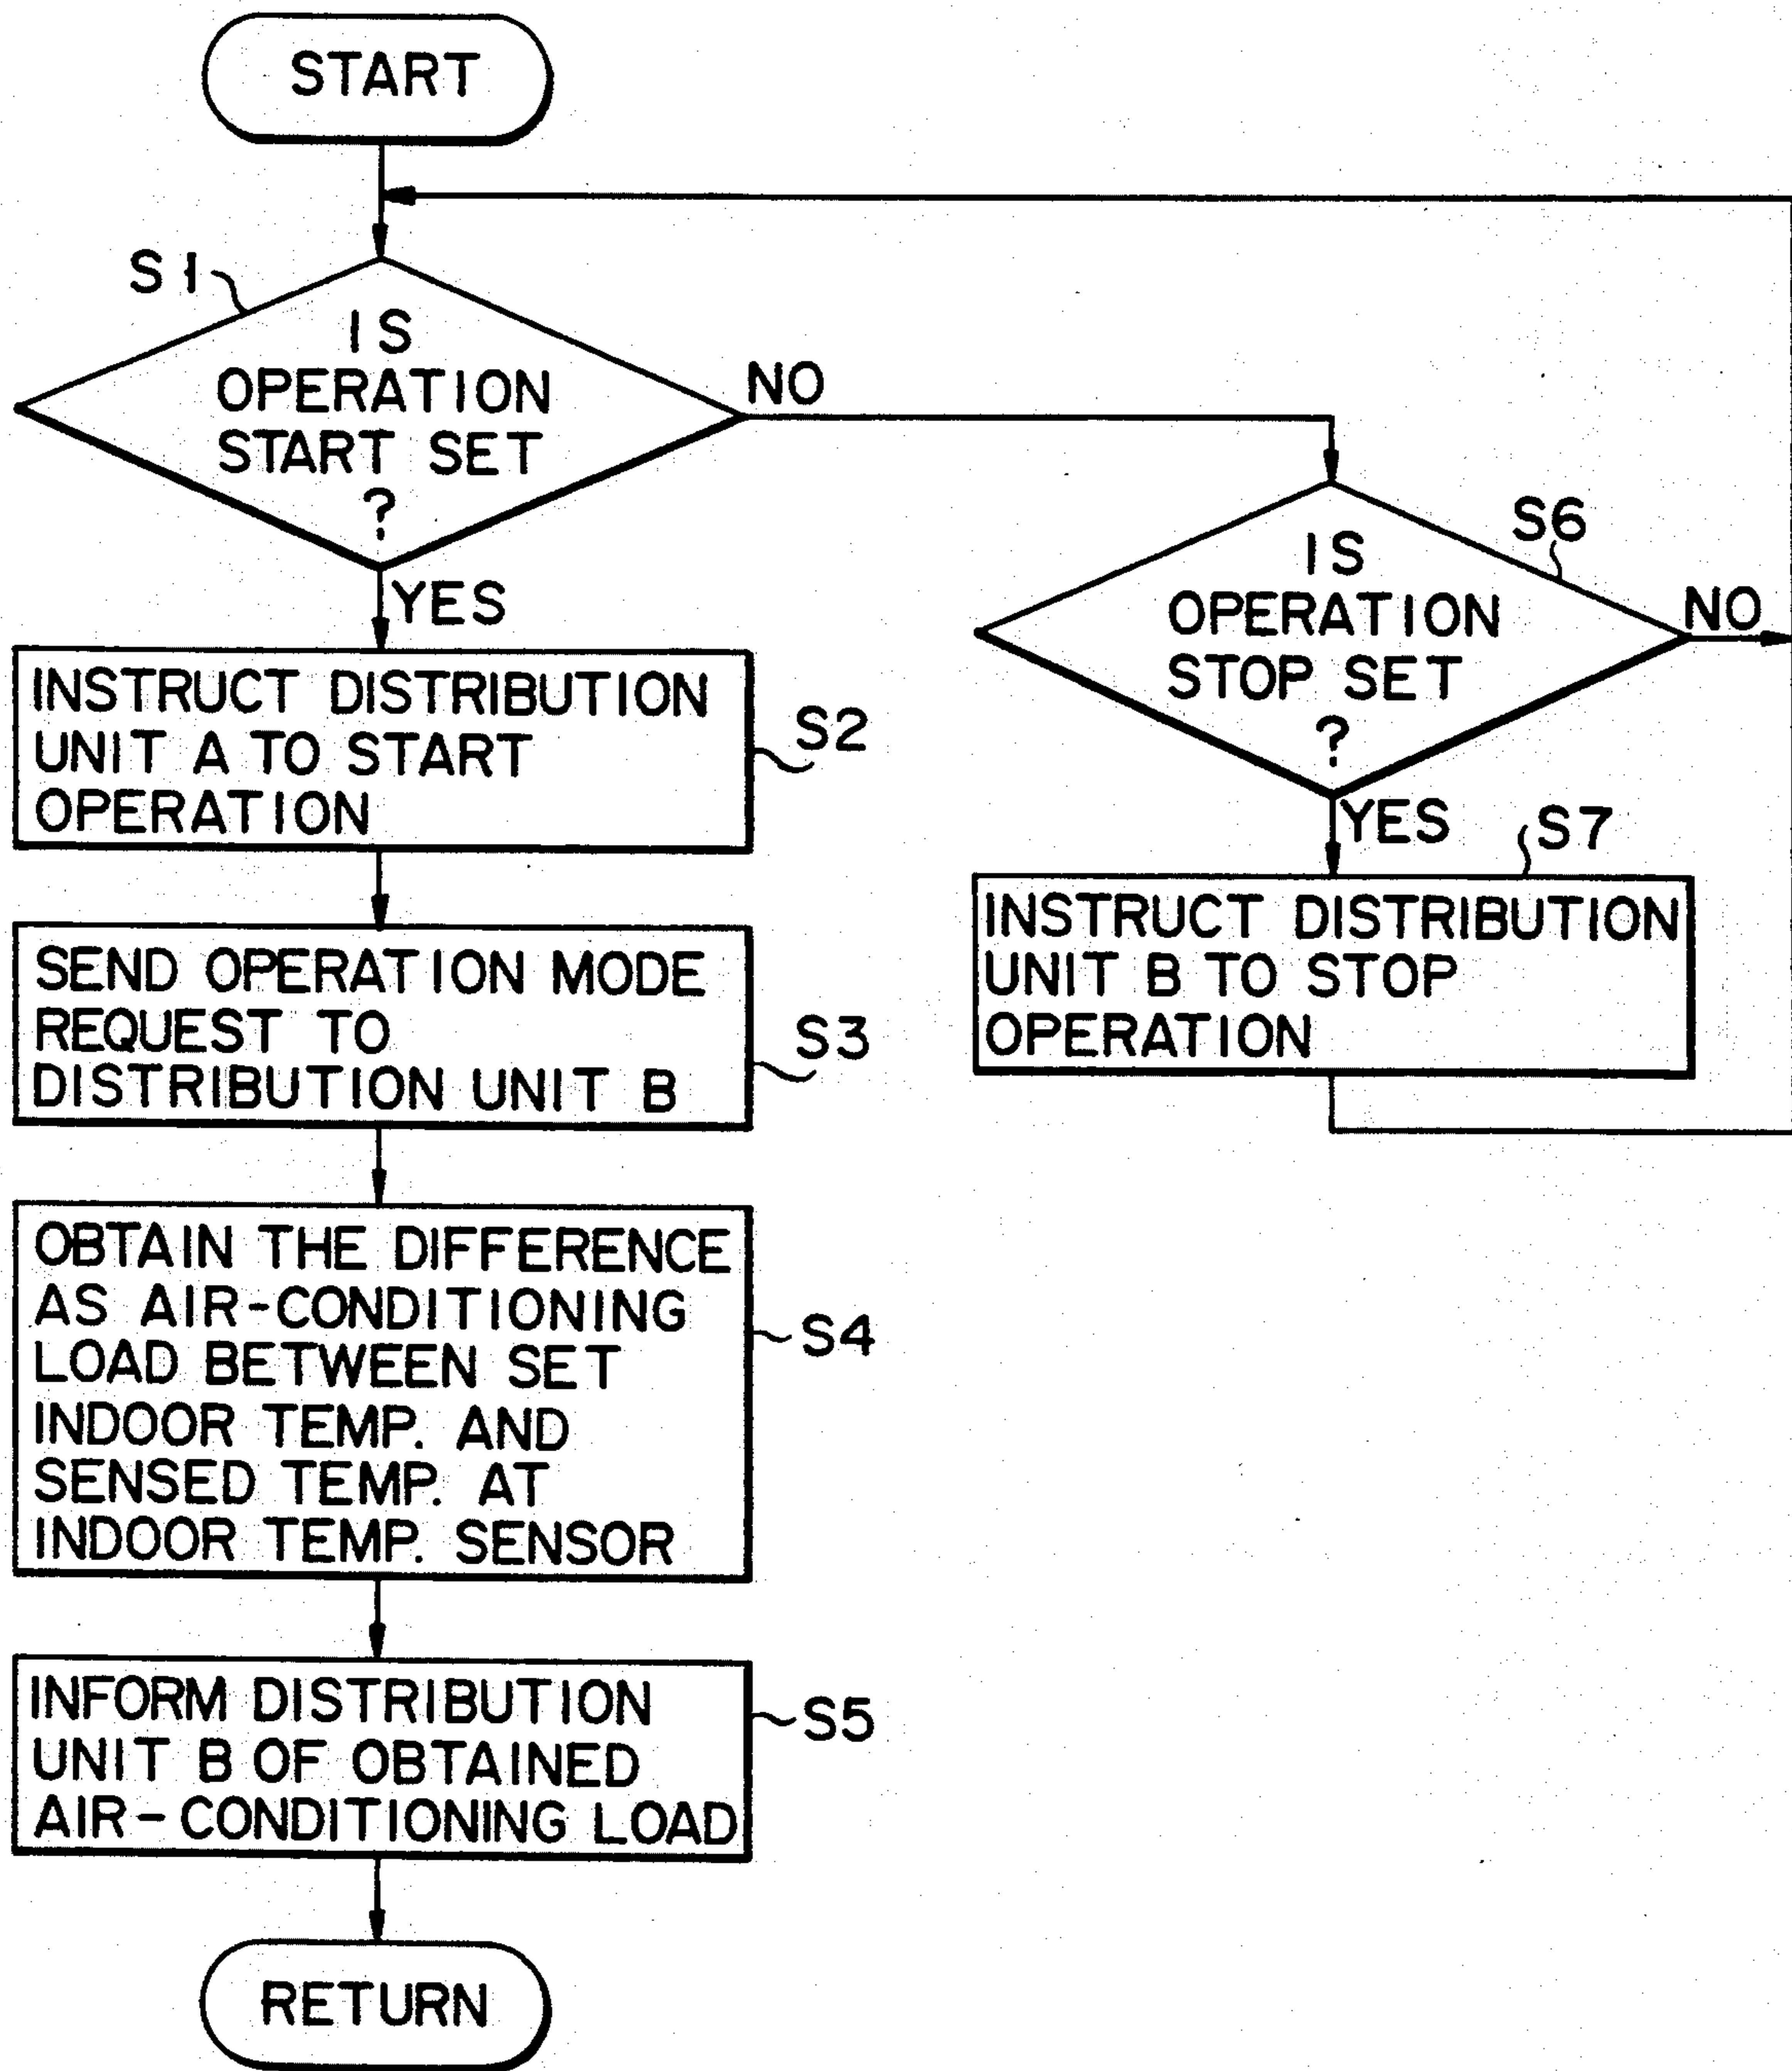 START
S1
IS
OPERATION
START SET
?
NO
YES
INSTRUCT DISTRIBUTION
UNIT A TO START
OPERATION
S2
SEND OPERATION MODE
REQUEST TO
DISTRIBUTION UNIT B
S3
OBTAIN THE DIFFERENCE
AS AIR-CONDITIONING
LOAD BETWEEN SET
INDOOR TEMP. AND
SENSED TEMP. AT
INDOOR TEMP. SENSOR
S4
INFORM DISTRIBUTION
UNIT B OF OBTAINED
AIR-CONDITIONING LOAD
S5
RETURN
S6
IS
OPERATION
STOP SET
?
NO
YES
S7
INSTRUCT DISTRIBUTION
UNIT B TO STOP
OPERATION